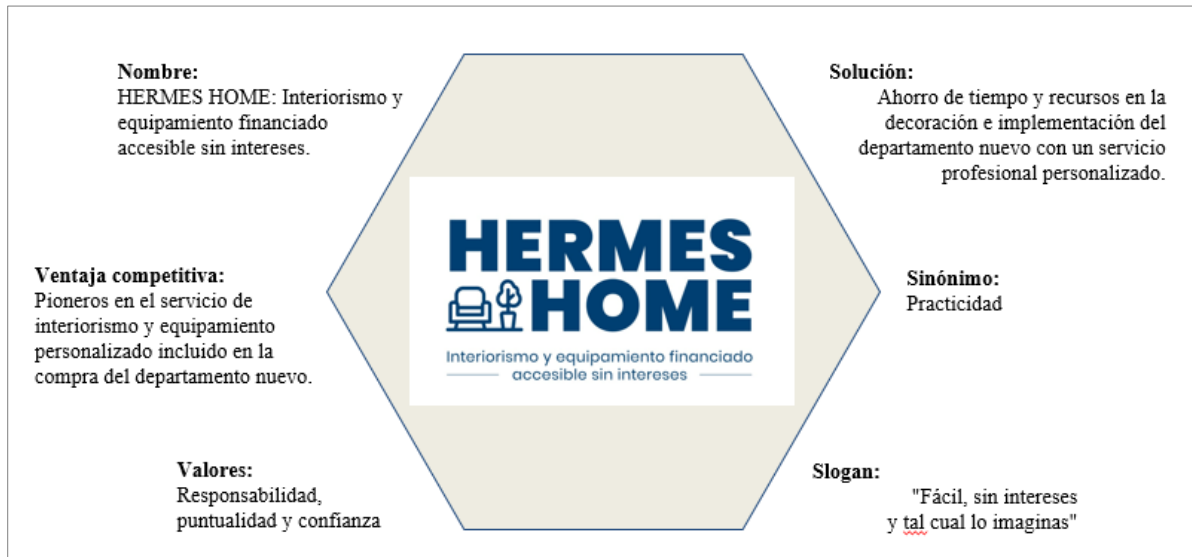 Nombre:
HERMES HOME: Interiorismo y
equipamiento financiado
accesible sin intereses.
Solución:
Ahorro de tiempo y recursos en la
decoración e implementación del
departamento nuevo con un servicio
profesional personalizado.
HERMES
HOME
Interiorismo y equipamiento financiado
accesible sin intereses
Ventaja competitiva:
Pioneros en el servicio de
interiorismo y equipamiento
personalizado incluido en la
compra del departamento nuevo.
Sinónimo:
Practicidad
Valores:
Responsabilidad,
puntualidad y confíanza
Slogan:
"Fácil, sin intereses
y tal cual lo imaginas"